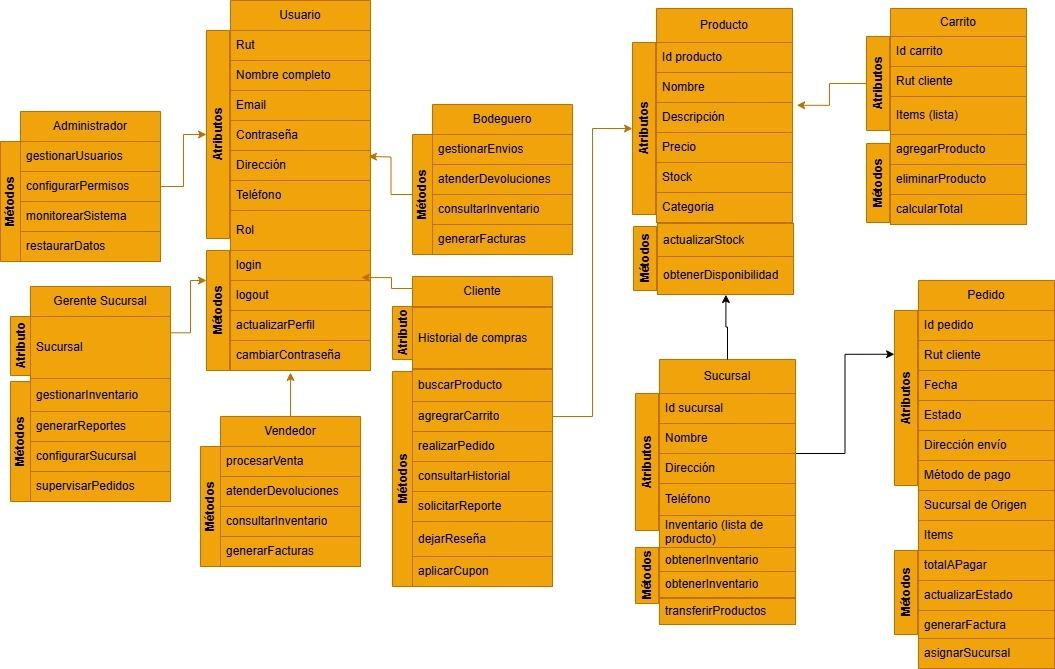 Usuario
Atributos
Rut
Nombre completo
Email
Contraseña
Dirección
Teléfono
Rol
Métodos
login
logout
actualizarPerfil
cambiarContraseña
Administrador
Métodos
gestionarUsuarios
configurarPermisos
monitorearSistema
restaurarDatos
Gerente Sucursal
Atributo
Sucursal
Métodos
gestionarInventario
generarReportes
configurarSucursal
supervisarPedidos
Vendedor
Métodos
procesarVenta
atenderDevoluciones
consultarInventario
generarFacturas
Bodeguero
Métodos
gestionarEnvios
atenderDevoluciones
consultarInventario
generarFacturas
Cliente
Atributo
Historial de compras
Métodos
buscarProducto
agregrarCarrito
realizarPedido
consultarHistorial
solicitarReporte
dejarReseña
aplicarCupon
Producto
Atributos
Id producto
Nombre
Descripción
Precio
Stock
Categoria
Métodos
actualizarStock
obtenerDisponibilidad
Sucursal
Atributos
Id sucursal
Nombre
Dirección
Teléfono
Inventario (lista de
producto)
Métodos
obtenerInventario
obtenerInventario
transferirProductos
Carrito
Atributos
Id carrito
Rut cliente
Items (lista)
Métodos
agregarProducto
eliminarProducto
calcularTotal
Pedido
Atributos
Id pedido
Rut cliente
Fecha
Estado
Dirección envío
Método de pago
Sucursal de Origen
Items
Métodos
totalAPagar
actualizarEstado
generarFactura
asignarSucursal